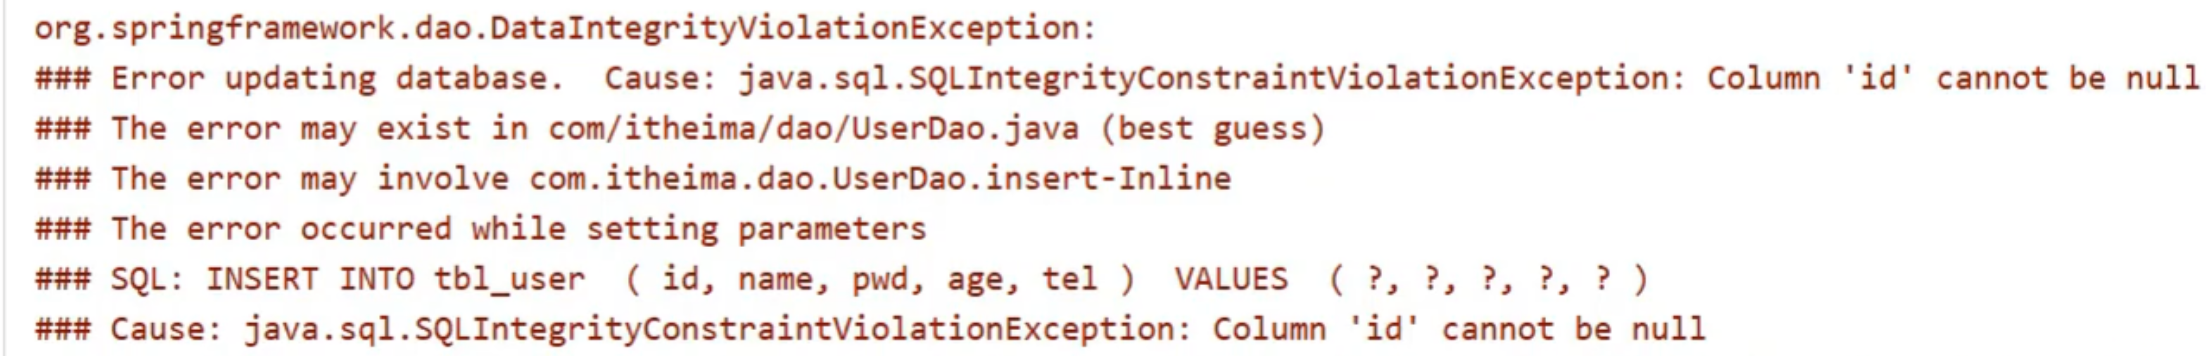 org.springframework.dao.DataIntegrityViolationException:
### Error updating database.  Cause: java.sql.SQLIntegrityConstraintViolationException: Column 'id' cannot be null
### The error may exist in com/itheima/dao/UserDao.java (best guess)
### The error may involve com.itheima.dao.UserDao.insert-Inline
### The error occurred while setting parameters
### SQL: INSERT INTO tbl_user  ( id, name, pwd, age, tel )  VALUES  ( ?, ?, ?, ?, ? )
### Cause: java.sql.SQLIntegrityConstraintViolationException: Column 'id' cannot be null